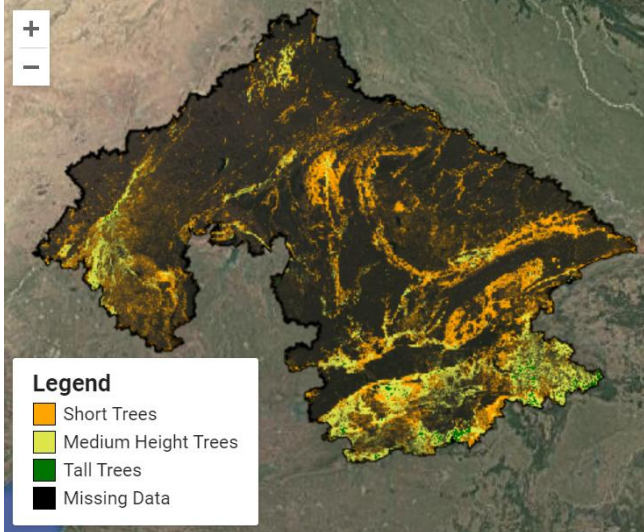 +
−
Legend
Short Trees
Medium Height Trees
Tall Trees
Missing Data